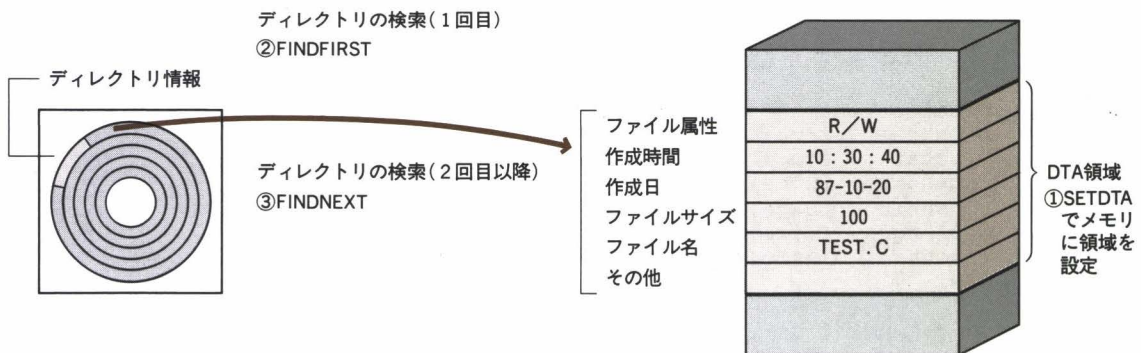 ディレクトリの検索(1回目)
②FINDFIRST
ディレクトリ情報
ディレクトリの検索(2回目以降)
③FINDNEXT
ファイル属性
作成時間
作成日
ファイルサイズ
ファイル名
その他
R/W
10:30:40
87-10-20
100
TEST.C
DTA領域
①SETDTA
でメモリ
に領域を
設定